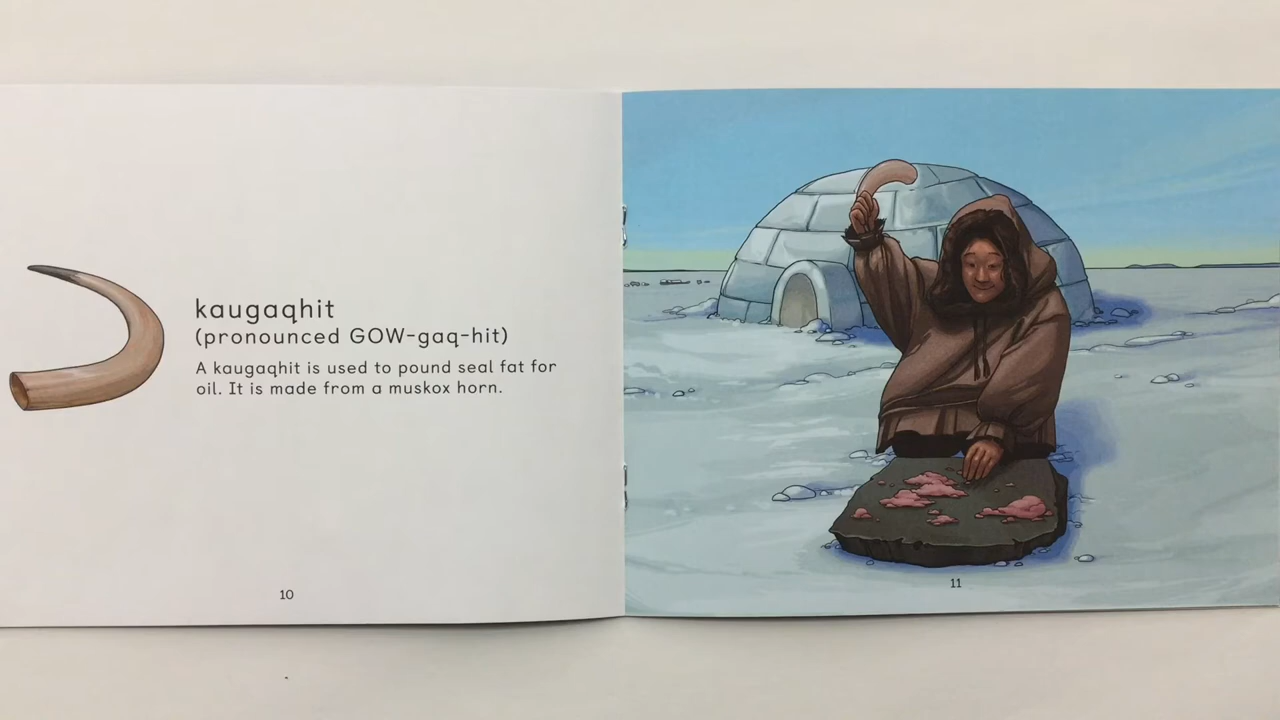 kaugaqhit
(pronounced GOW-gaq-hit)
A kaugaqhit is used to pound seal fat for
oil. It is made from a muskox horn.
10
11